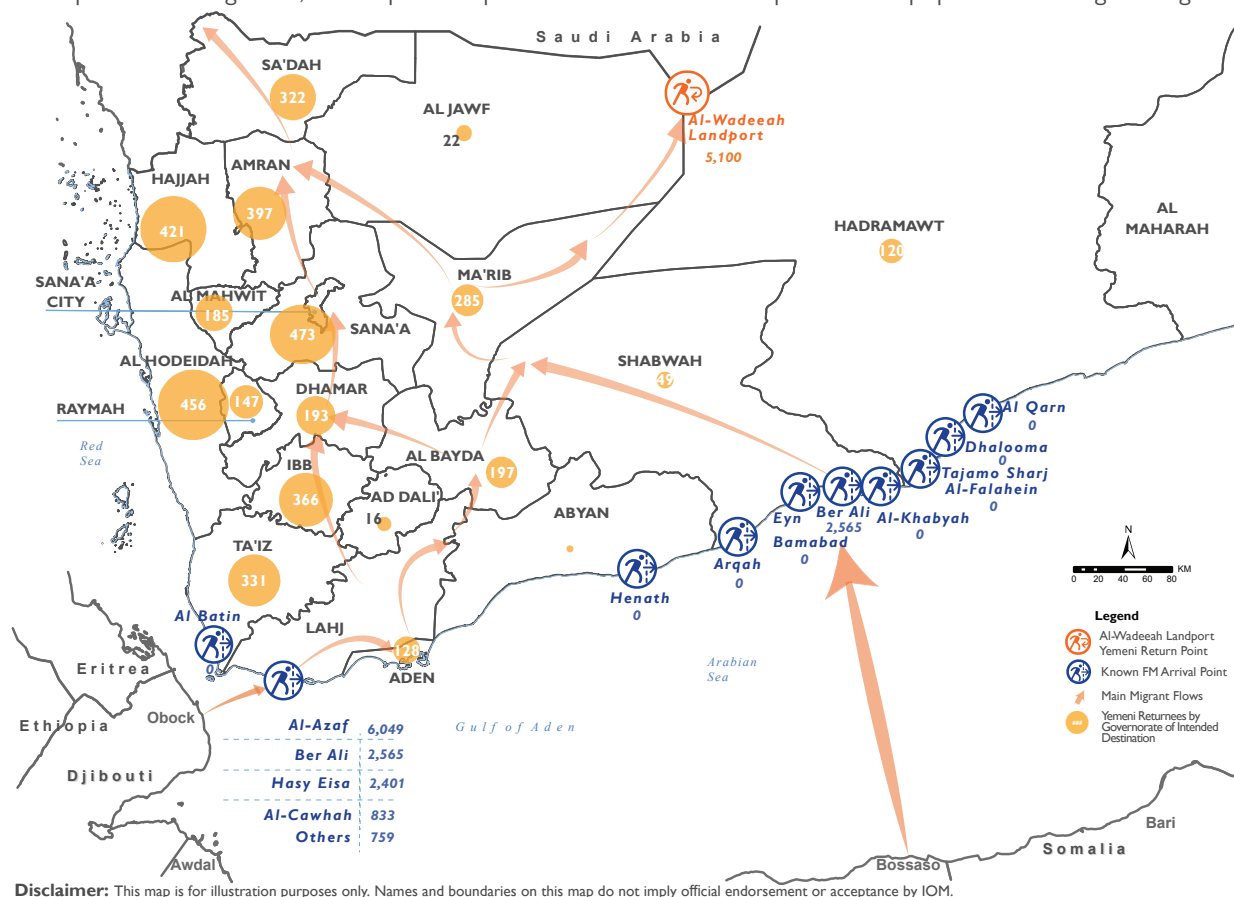 Saudi Arabia
SA'DAH
322
AL JAWF
22
Al-Wadeeah
Landport
5,100
AMRAN
HAJJAH
397
421
HADRAMAWT
120
AL
MAHARAH
SANA'A
CITY
AL MAHWIT
185
MA'RIB
285
473
SANA'A
AL HODEIDAH
SHABWAH
49
DHAMAR
RAYMAH
456
147
193
Al Qarn
0
Dhalooma
0
Red
Sea
IBB
AL BAYDA
197
366
AD DALI'
16
Tajamo Sharj
Al-Falahein
0
ABYAN
Eyn
Bamabad
0
Ber Ali
2,565
Al-Khabyah
0
TA'IZ
331
Arqah
0
Henath
0
N
0 20 40 60 80 KM
Al Batin
0
LAHJ
128
ADEN
Legend
Al-Wadeeah Landport
Yemeni Return Point
Known FM Arrival Point
Main Migrant Flows
Yemeni Returnees by
Governorate of Intended
Destination
Arabian
Sea
Eritrea
Obock
Ethiopia
Gulf of Aden
Al-Azaf 6,049
Ber Ali 2,565
Hasy Eisa 2,401
Al-Cawhah 833
Others 759
Djibouti
Awdal
Bari
Somalia
Bossaso
Disclaimer: This map is for illustration purposes only. Names and boundaries on this map do not imply official endorsement or acceptance by IOM.